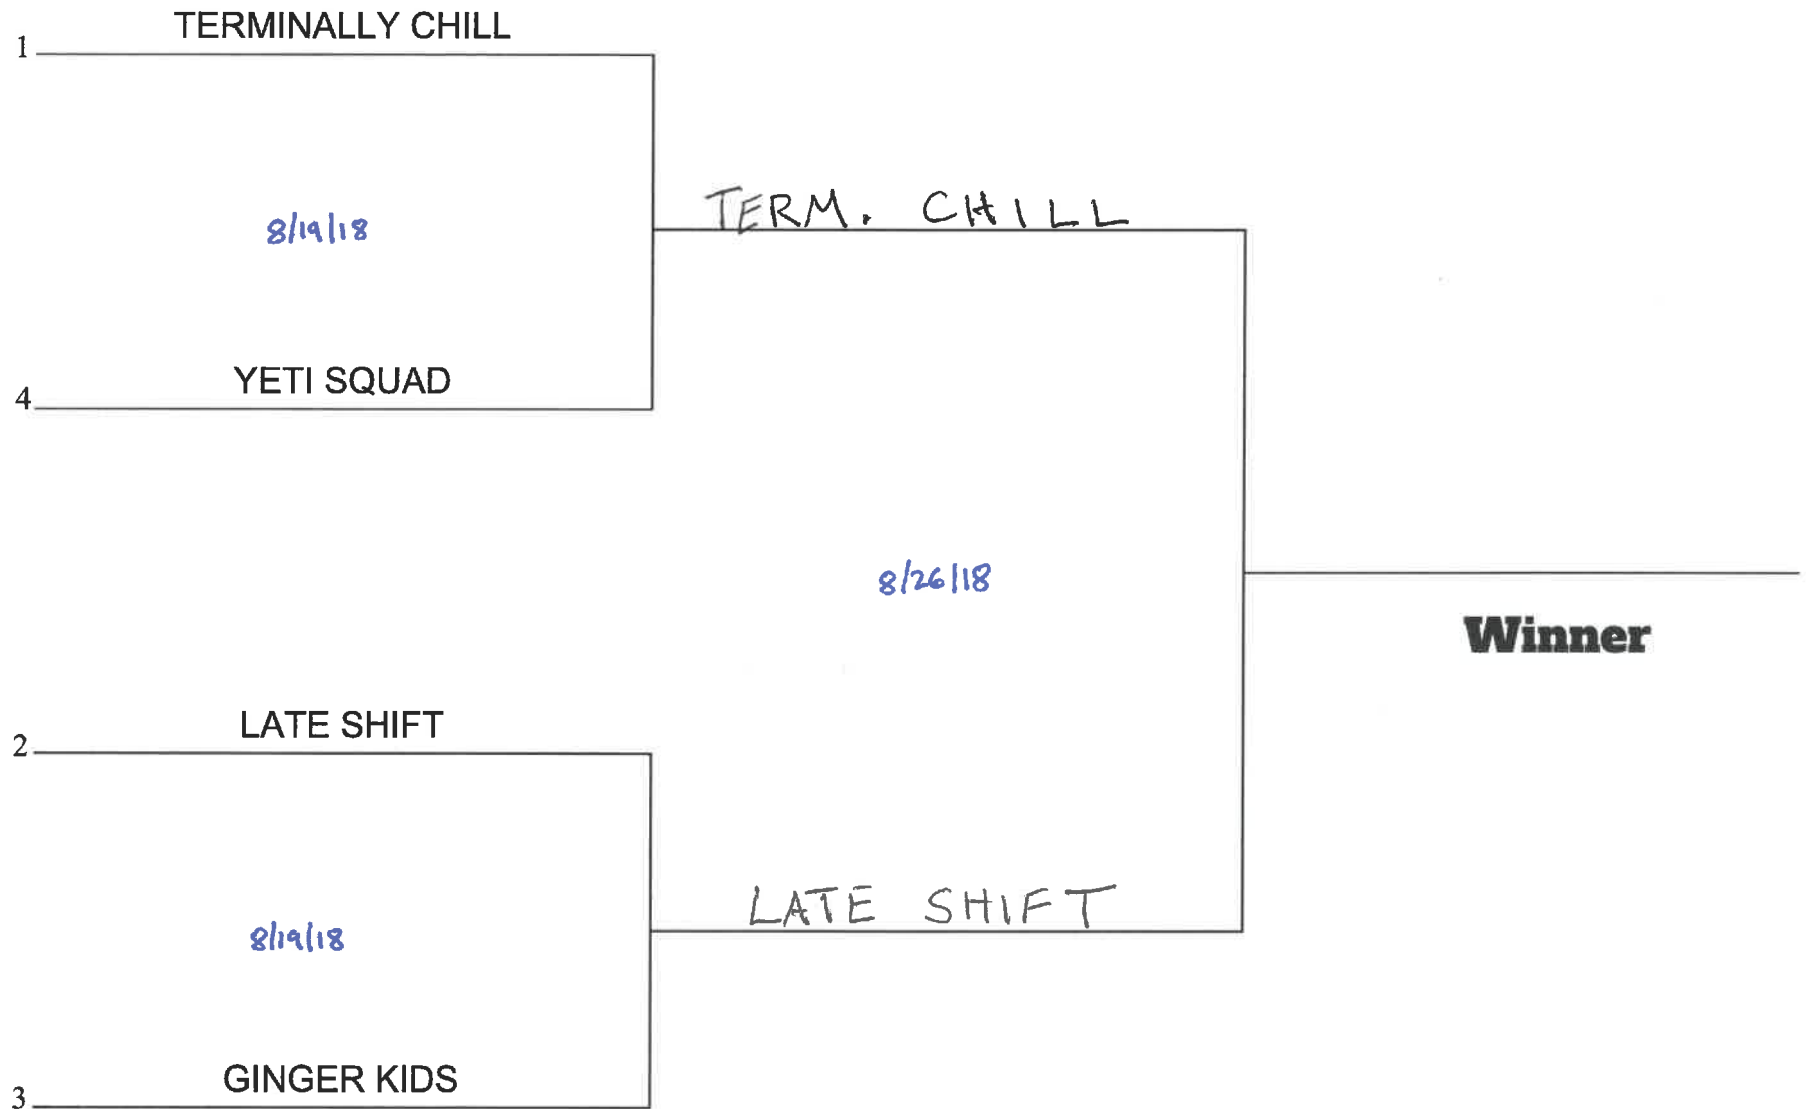 TERMINALLY CHILL
1
8/19/18
TERM. CHILL
YETI SQUAD
4
8/26/18
Winner
LATE SHIFT
2
LATE SHIFT
8/19/18
GINGER KIDS
3